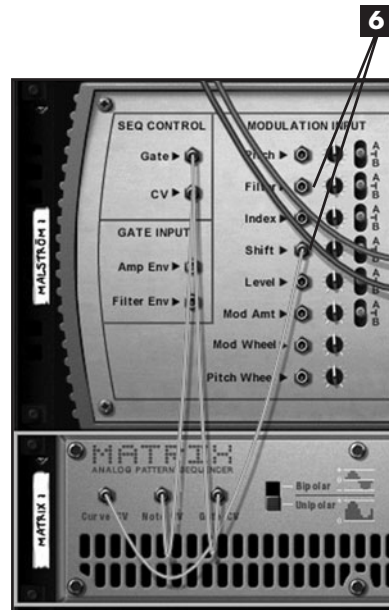 6
SEQ CONTROL
Gate
CV
GATE INPUT
Amp Env
Filter Env
MODULATION INPUT
Pitch
Filter
Index
Shift
Level
Mod Amt
Mod Wheel
Pitch Wheel
A
B
A
B
A
B
A
B
A
B
MALSTRÖM 1
MATRIX
ANALOG PATTERN SEQUENCER
Curve CV
Note CV
Gate CV
Bipolar
Unipolar
MATRIX 1